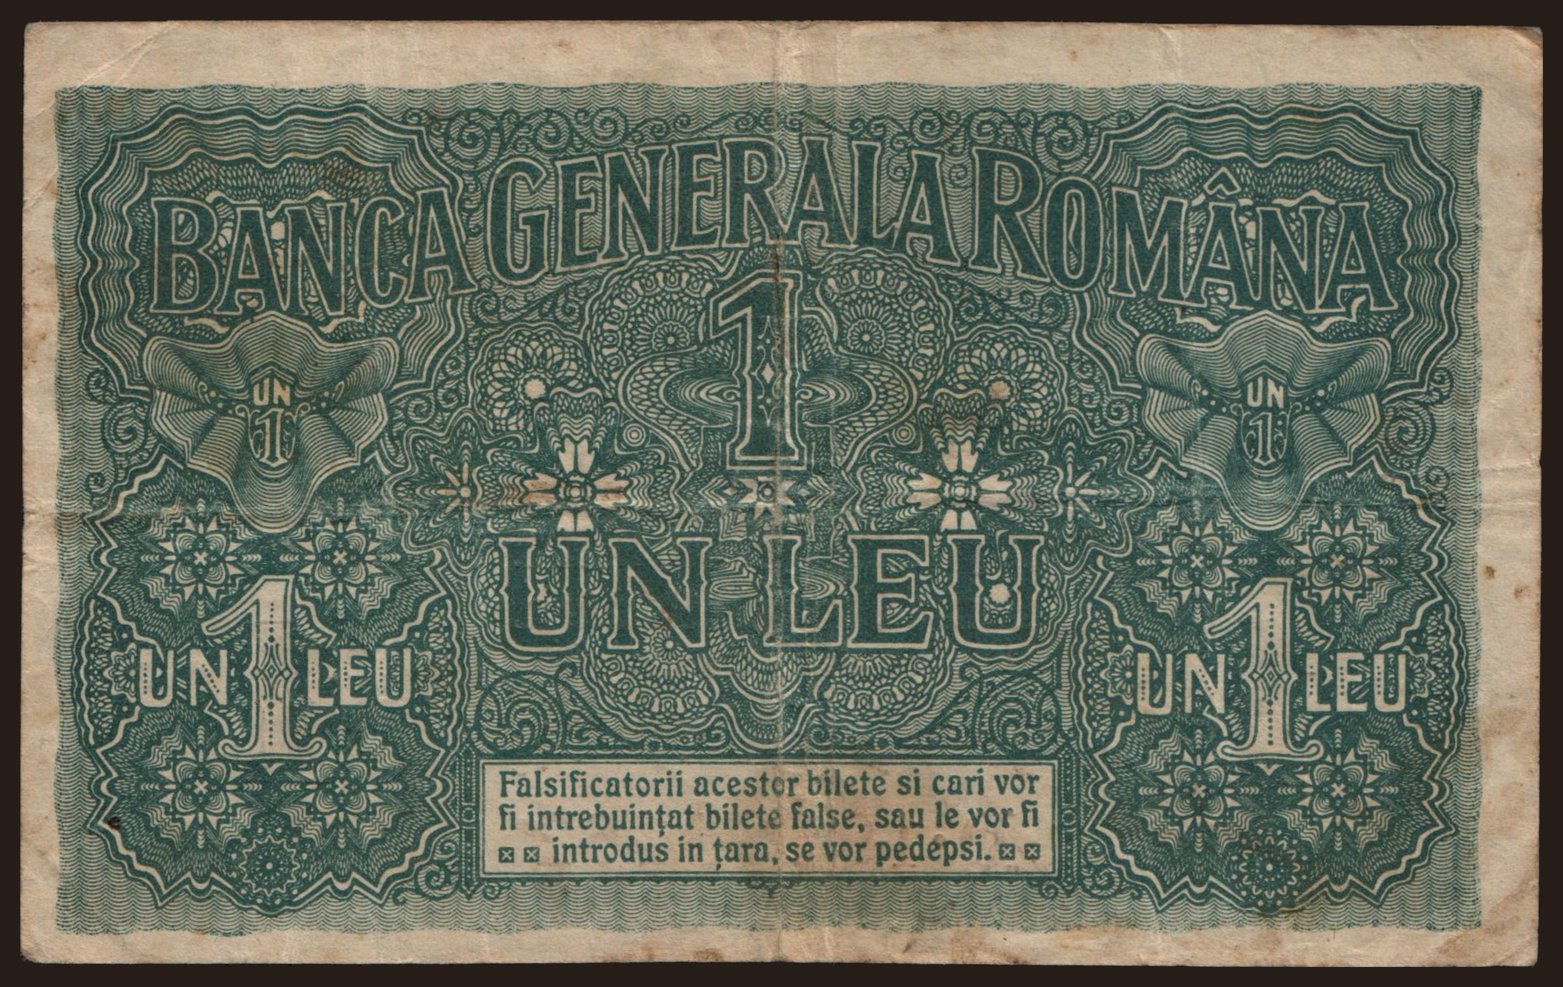 BANCA GENERALA ROMÂNA
1
UN
1
UN
1
UN LEU
UN 1 LEU
UN 1 LEU
Falsificatorii acestor bilete si cari vor
fi intrebuințat bilete false, sau le vor fi
introdus in țara, se vor pedepsi.